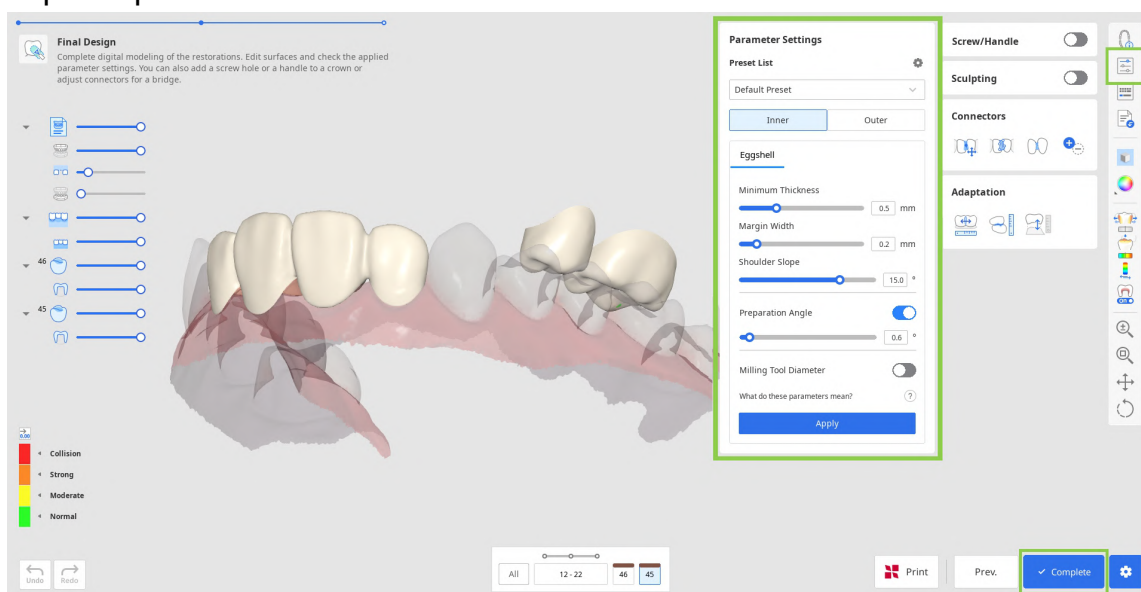 Final Design
Complete digital modeling of the restorations. Edit surfaces and check the applied
parameter settings. You can also add a screw hole or a handle to a crown or
adjust connectors for a bridge.
46
45
0.00
Collision
Strong
Moderate
Normal
Undo
Redo
All
12 - 22
46
45
Parameter Settings
Preset List
Default Preset
Inner
Outer
Eggshell
Minimum Thickness
0.5 mm
Margin Width
0.2 mm
Shoulder Slope
15.0 °
Preparation Angle
0.6 °
Milling Tool Diameter
What do these parameters mean? ?
Apply
Screw/Handle
Sculpting
Connectors
Adaptation
ON
Print
Prev.
Complete